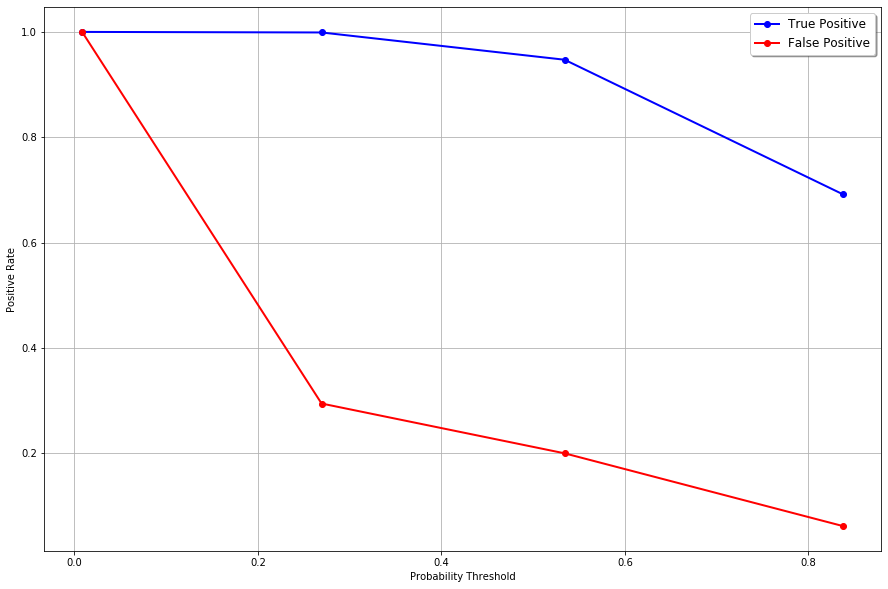 True Positive
False Positive
1.0
0.8
0.6
0.4
0.2
Positive Rate
0.0 0.2 0.4 0.6 0.8
Probability Threshold